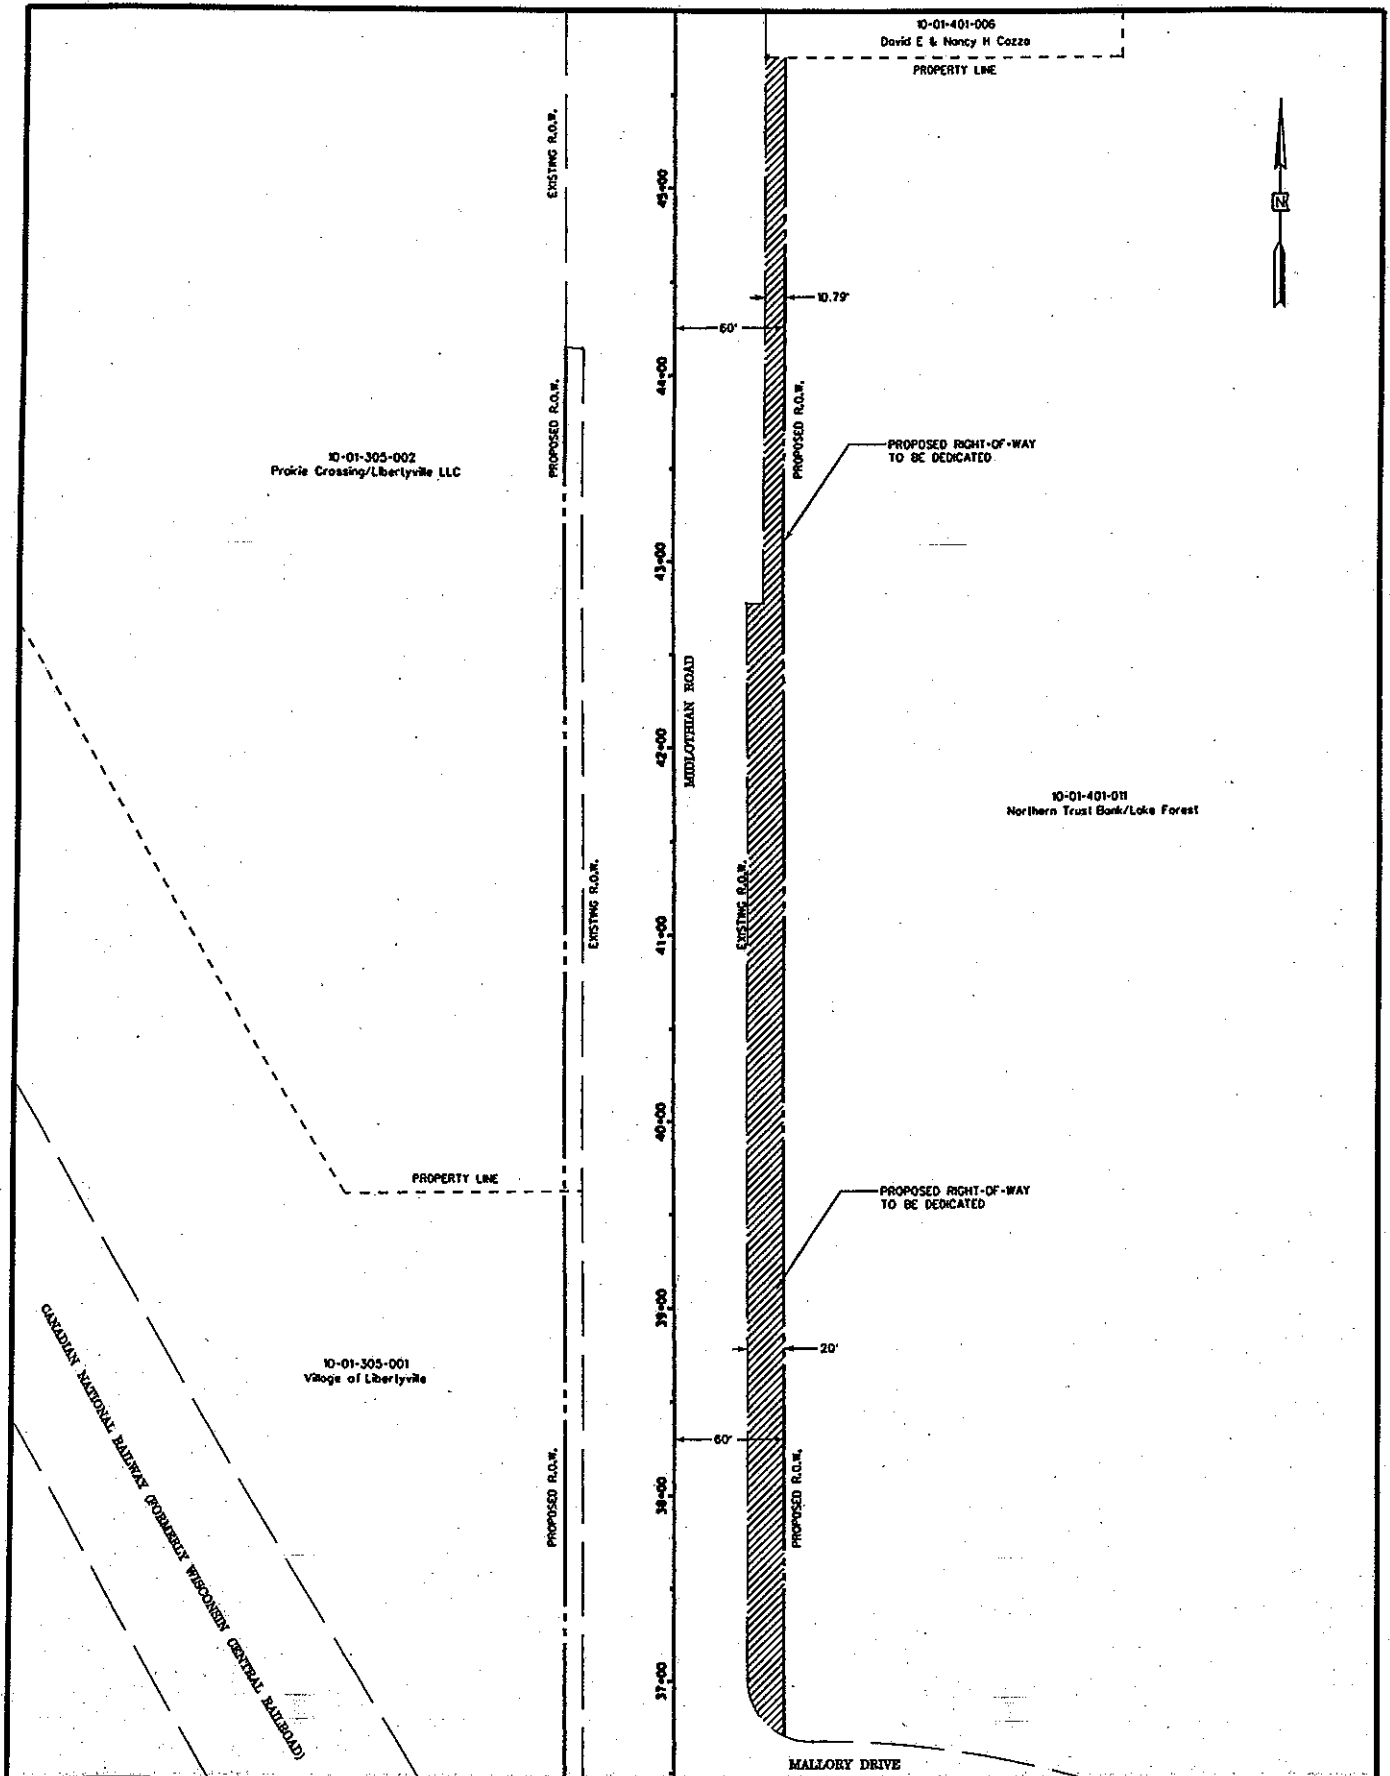 10-01-401-006
David E & Nancy H Cozza
PROPERTY LINE
EXISTING R.O.W.
45+00
N
10.79'
60'
44+00
PROPOSED R.O.W.
PROPOSED R.O.W.
PROPOSED RIGHT-OF-WAY
TO BE DEDICATED
10-01-305-002
Prairie Crossing/Libertyville LLC
43+00
MIDLOTHIAN ROAD
42+00
10-01-401-011
Northern Trust Bank/Lake Forest
EXISTING R.O.W.
EXISTING R.O.W.
41+00
40+00
PROPERTY LINE
PROPOSED RIGHT-OF-WAY
TO BE DEDICATED
39+00
20'
10-01-305-001
Village of Libertyville
CANADIAN NATIONAL RAILWAY (FORMERLY WISCONSIN CENTRAL RAILROAD)
60'
PROPOSED R.O.W.
38+00
PROPOSED R.O.W.
37+00
MALLORY DRIVE